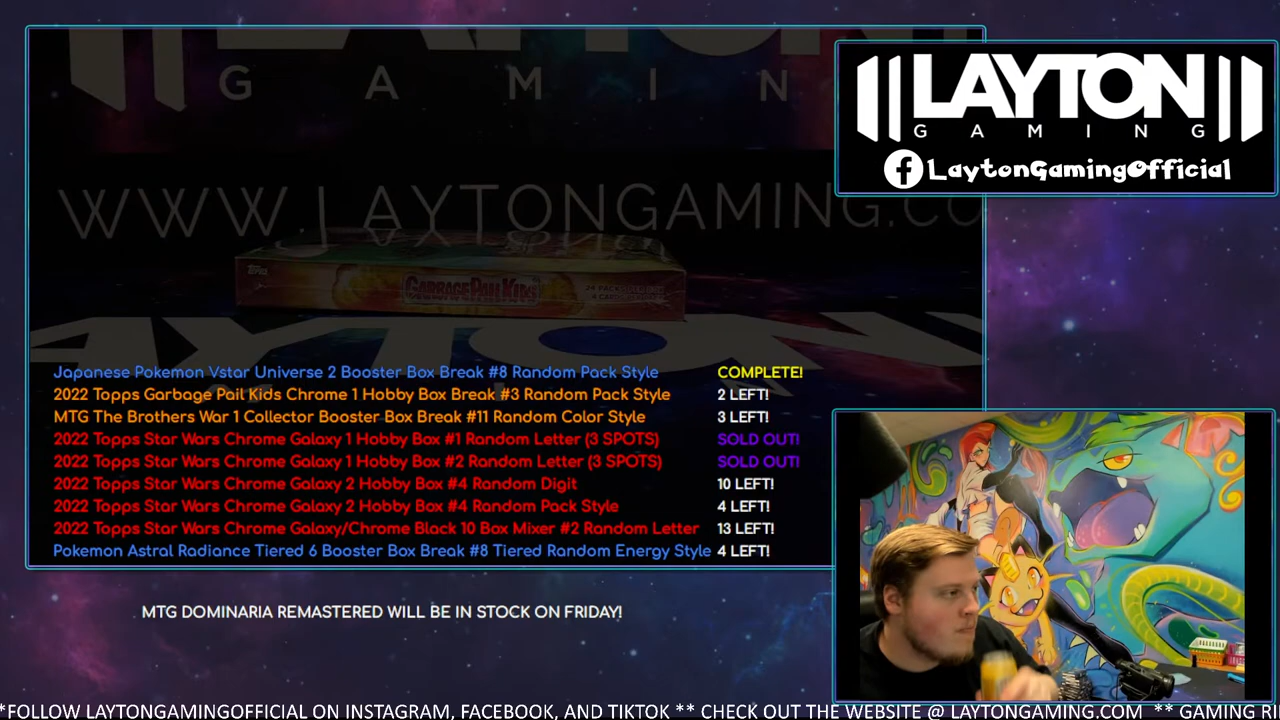 LAYTON
GAMING
LaytonGamingOfficial
GAMIN
WWW.LAYTONGAMING.CO
TOPPS
GARBAGE PAIL KIDS
24 PACKS PER BOX
LAYTON
Japanese Pokemon Vstar Universe 2 Booster Box Break #8 Random Pack Style COMPLETE!
2022 Topps Garbage Pail Kids Chrome 1 Hobby Box Break #3 Random Pack Style 2 LEFT!
MTG The Brothers War 1 Collector Booster Box Break #11 Random Color Style 3 LEFT!
2022 Topps Star Wars Chrome Galaxy 1 Hobby Box #1 Random Letter (3 SPOTS) SOLD OUT!
2022 Topps Star Wars Chrome Galaxy 1 Hobby Box #2 Random Letter (3 SPOTS) SOLD OUT!
2022 Topps Star Wars Chrome Galaxy 2 Hobby Box #4 Random Digit 10 LEFT!
2022 Topps Star Wars Chrome Galaxy 2 Hobby Box #4 Random Pack Style 4 LEFT!
2022 Topps Star Wars Chrome Galaxy/Chrome Black 10 Box Mixer #2 Random Letter 13 LEFT!
Pokemon Astral Radiance Tiered 6 Booster Box Break #8 Tiered Random Energy Style 4 LEFT!
MTG DOMINARIA REMASTERED WILL BE IN STOCK ON FRIDAY!
*FOLLOW LAYTONGAMINGOFFICIAL ON INSTAGRAM, FACEBOOK, AND TIKTOK ** CHECK OUT THE WEBSITE @ LAYTONGAMING.COM ** GAMING RI